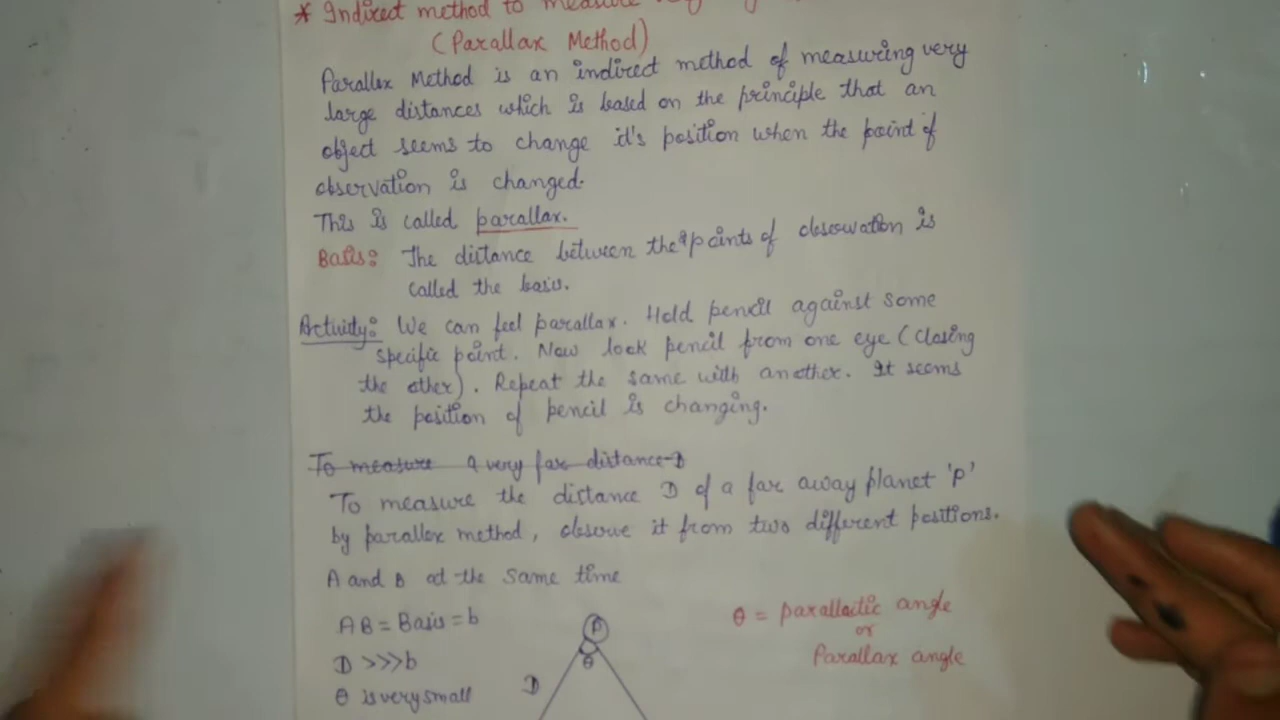 * Indirect method to measure
(Parallax Method)
Parallax Method is an indirect method of measuring very
large distances which is based on the principle that an
object seems to change it's position when the point of
observation is changed.
This is called parallax.
Basis: The distance between the 2 points of observation is
called the basis.
Activity: We can feel parallax. Hold pencil against some
specific point. Now look pencil from one eye (closing
the other). Repeat the same with another. It seems
the position of pencil is changing.
To measure a very far distance D
To measure the distance D of a far away planet 'P'
by parallax method, observe it from two different positions.
A and B at the same time
AB = Basis = b
D >>> b
θ is very small
P
θ
D
θ = parallactic angle
or
Parallax angle